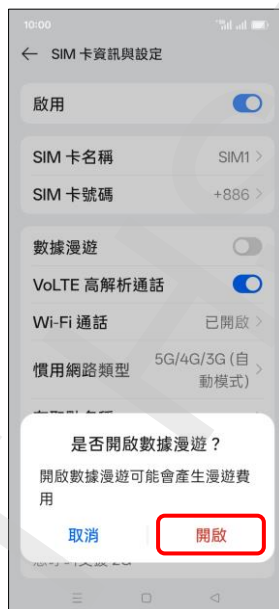 10:00
SIM 卡資訊與設定
啟用
SIM 卡名稱 SIM1
SIM 卡號碼 +886
數據漫遊
VoLTE 高解析通話
Wi-Fi 通話 已開啟
慣用網路類型 5G/4G/3G (自
動模式)
是否開啟數據漫遊？
開啟數據漫遊可能會產生漫遊費
用
取消 開啟